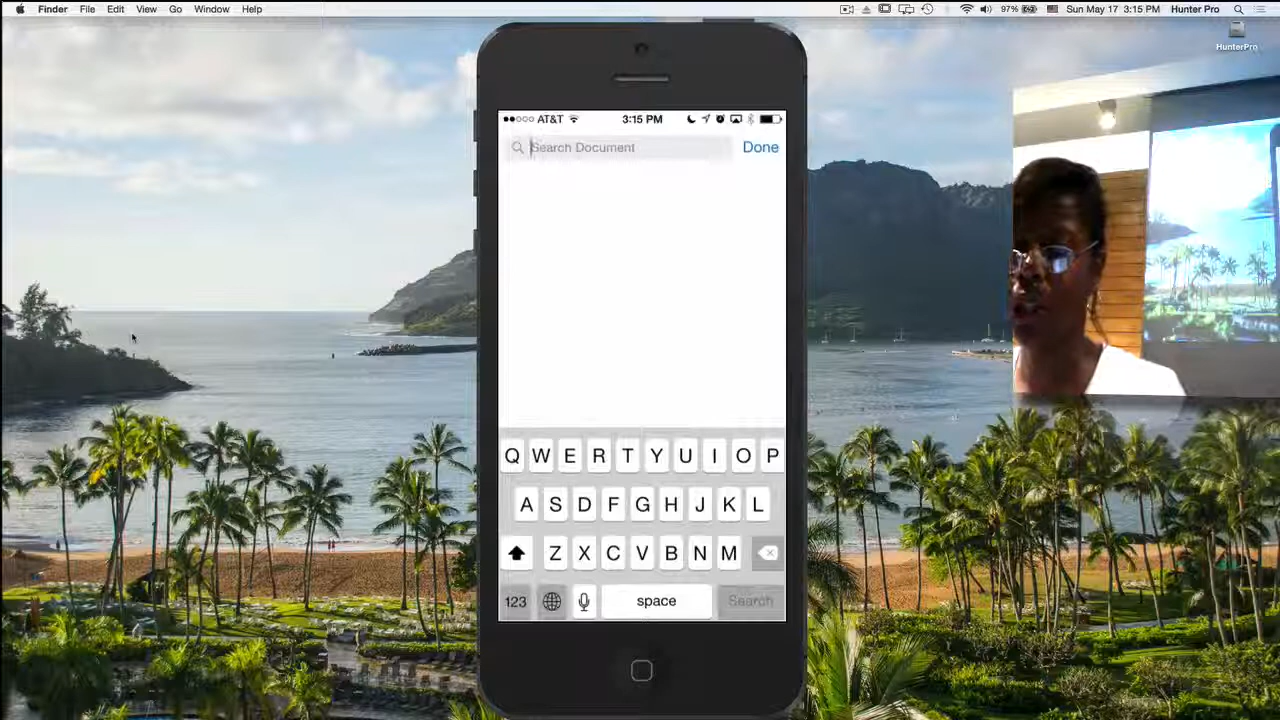 Finder File Edit View Go Window Help 97% Sun May 17 3:15 PM Hunter Pro
HunterPro
AT&T 3:15 PM
Search Document Done
Q W E R T Y U I O P
A S D F G H J K L
Z X C V B N M
123 space Search